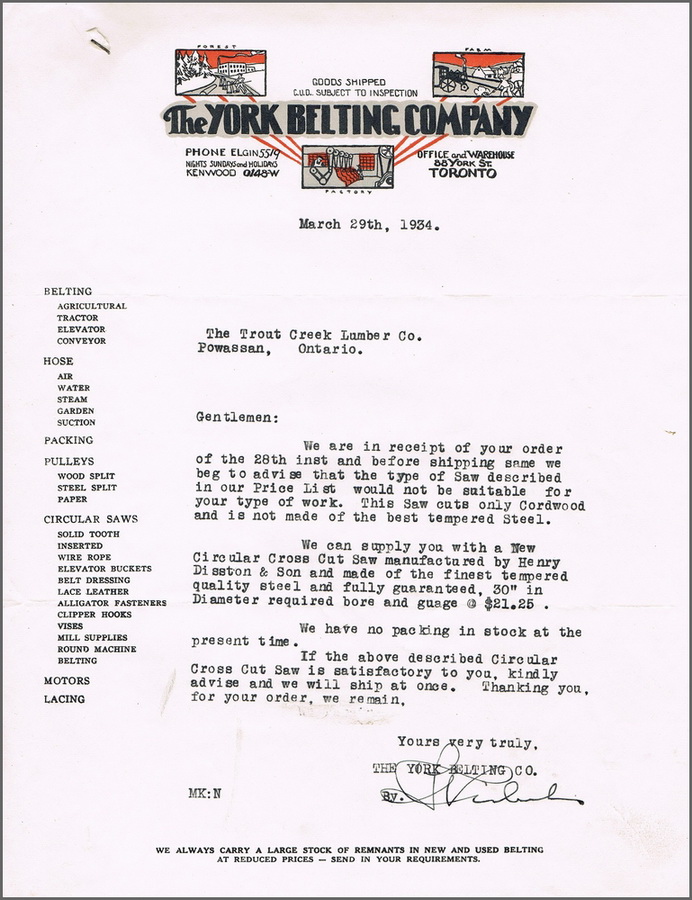 FOREST
FARM
GOODS SHIPPED
C.O.D. SUBJECT TO INSPECTION
The YORK BELTING COMPANY
PHONE ELGIN 5519
NIGHTS SUNDAYS and HOLIDAYS
KENWOOD 0148-W
OFFICE and WAREHOUSE
88 YORK ST.
TORONTO
FACTORY
March 29th, 1934.
BELTING
AGRICULTURAL
TRACTOR
ELEVATOR
CONVEYOR
HOSE
AIR
WATER
STEAM
GARDEN
SUCTION
PACKING
PULLEYS
WOOD SPLIT
STEEL SPLIT
PAPER
CIRCULAR SAWS
SOLID TOOTH
INSERTED
WIRE ROPE
ELEVATOR BUCKETS
BELT DRESSING
LACE LEATHER
ALLIGATOR FASTENERS
CLIPPER HOOKS
VISES
MILL SUPPLIES
ROUND MACHINE
BELTING
MOTORS
LACING
The Trout Creek Lumber Co.
Powassan, Ontario.
Gentlemen:
We are in receipt of your order
of the 28th inst and before shipping same we
beg to advise that the type of Saw described
in our Price List would not be suitable for
your type of work. This Saw cuts only Cordwood
and is not made of the best tempered Steel.
We can supply you with a New
Circular Cross Cut Saw manufactured by Henry
Disston & Son and made of the finest tempered
quality steel and fully guaranteed, 30" in
Diameter required bore and guage @ $21.25 .
We have no packing in stock at the
present time.
If the above described Circular
Cross Cut Saw is satisfactory to you, kindly
advise and we will ship at once. Thanking you,
for your order, we remain,
Yours very truly,
THE YORK BELTING CO.
By.
MK:N
WE ALWAYS CARRY A LARGE STOCK OF REMNANTS IN NEW AND USED BELTING
AT REDUCED PRICES — SEND IN YOUR REQUIREMENTS.